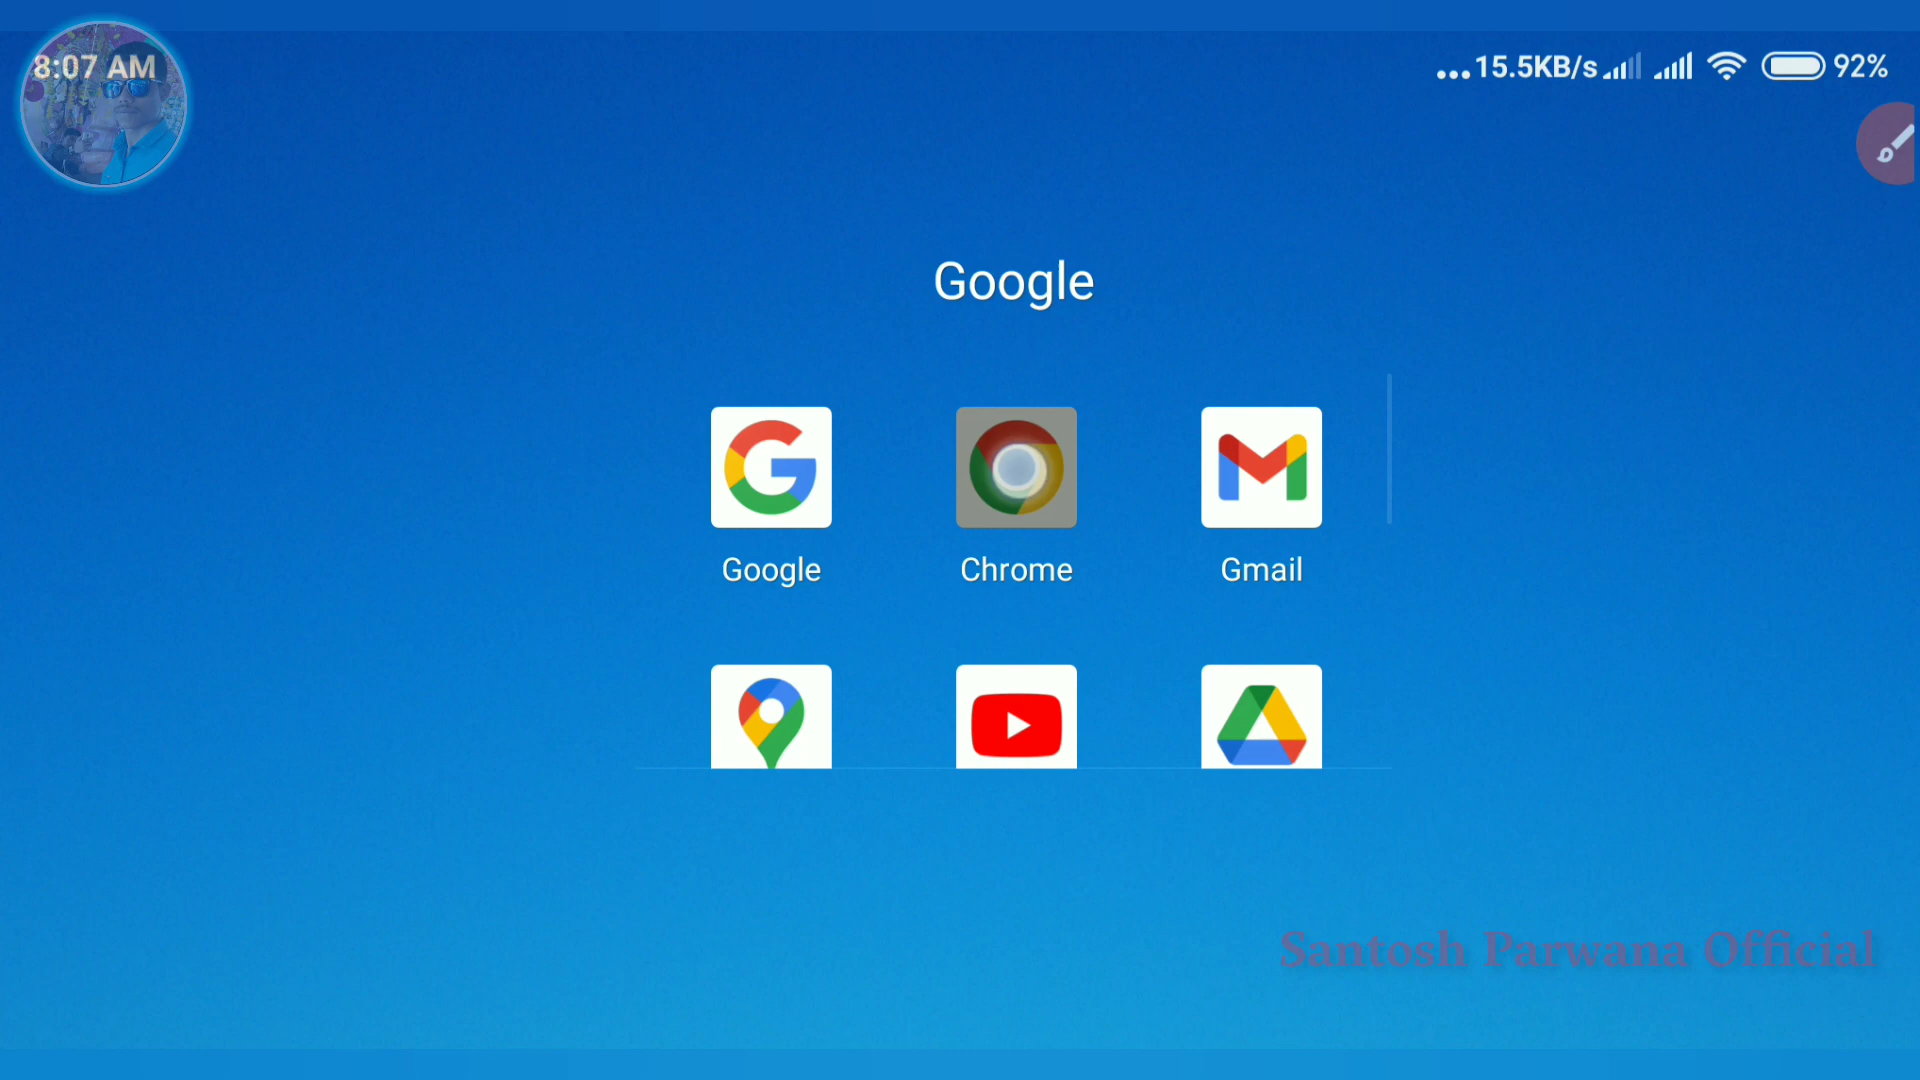 8:07 AM
...15.5KB/s 92%
Google
Google Chrome Gmail
Santosh Parwana Official